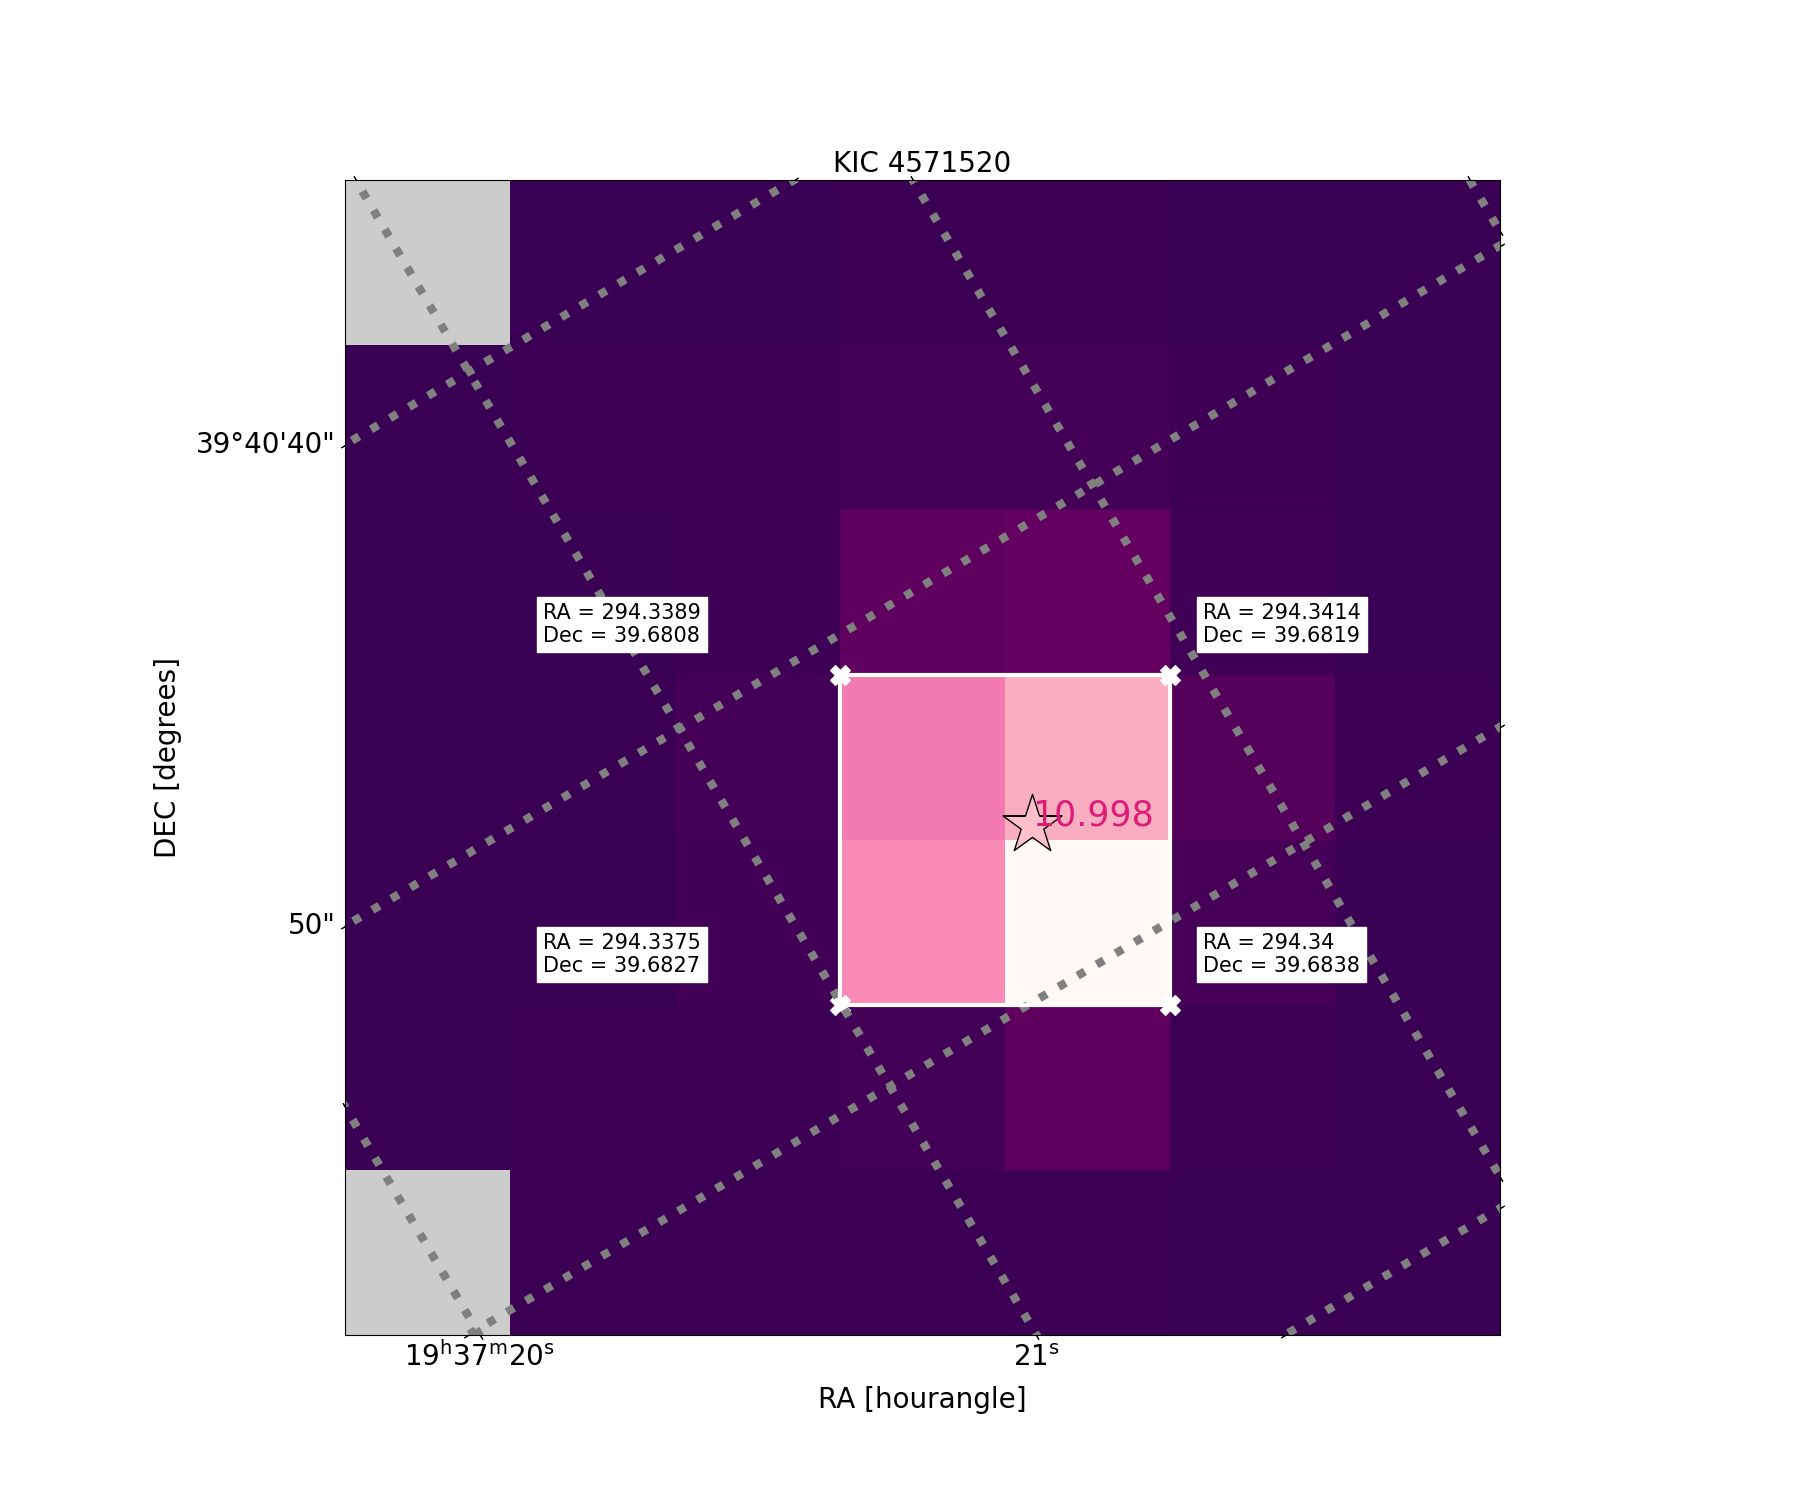 KIC 4571520
39°40'40"
RA = 294.3389
Dec = 39.6808
RA = 294.3414
Dec = 39.6819
10.998
DEC [degrees]
50"
RA = 294.3375
Dec = 39.6827
RA = 294.34
Dec = 39.6838
19ʰ37ᵐ20ˢ
21ˢ
RA [hourangle]